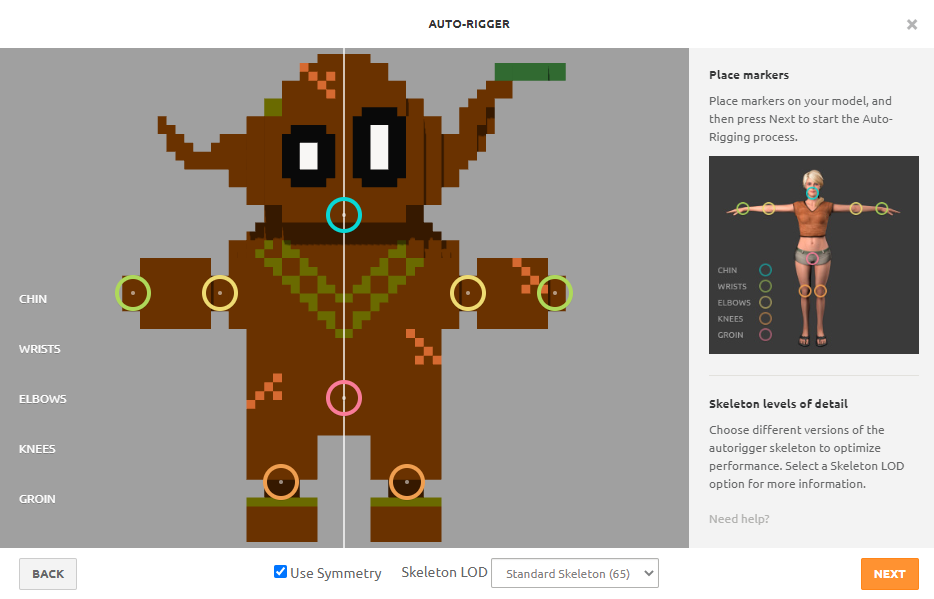 AUTO-RIGGER
×
Place markers
Place markers on your model, and
then press Next to start the Auto-
Rigging process.
CHIN
WRISTS
ELBOWS
KNEES
GROIN
CHIN
WRISTS
ELBOWS
KNEES
GROIN
Skeleton levels of detail
Choose different versions of the
autorigger skeleton to optimize
performance. Select a Skeleton LOD
option for more information.
Need help?
BACK
Use Symmetry
Skeleton LOD
Standard Skeleton (65)
NEXT